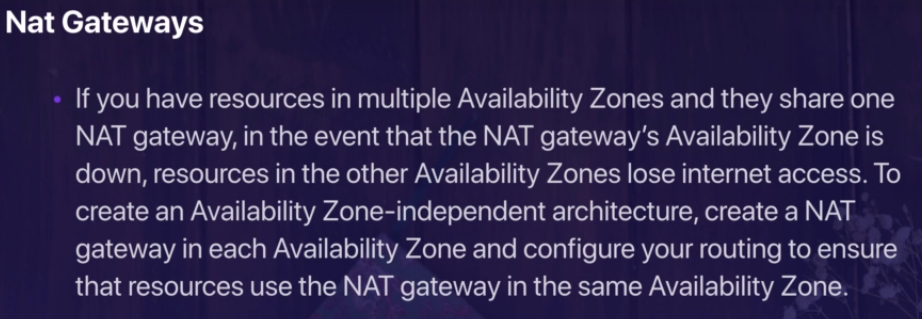 Nat Gateways
• If you have resources in multiple Availability Zones and they share one
NAT gateway, in the event that the NAT gateway’s Availability Zone is
down, resources in the other Availability Zones lose internet access. To
create an Availability Zone-independent architecture, create a NAT
gateway in each Availability Zone and configure your routing to ensure
that resources use the NAT gateway in the same Availability Zone.